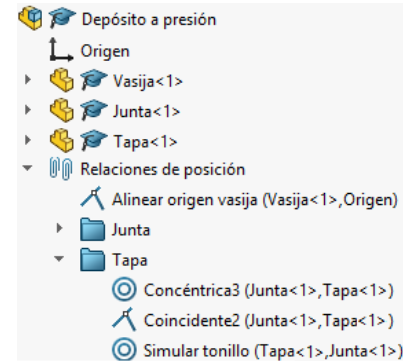 Depósito a presión
Origen
Vasija<1>
Junta<1>
Tapa<1>
Relaciones de posición
Alinear origen vasija (Vasija<1>,Origen)
Junta
Tapa
Concéntrica3 (Junta<1>,Tapa<1>)
Coincidente2 (Junta<1>,Tapa<1>)
Simular tonillo (Tapa<1>,Junta<1>)